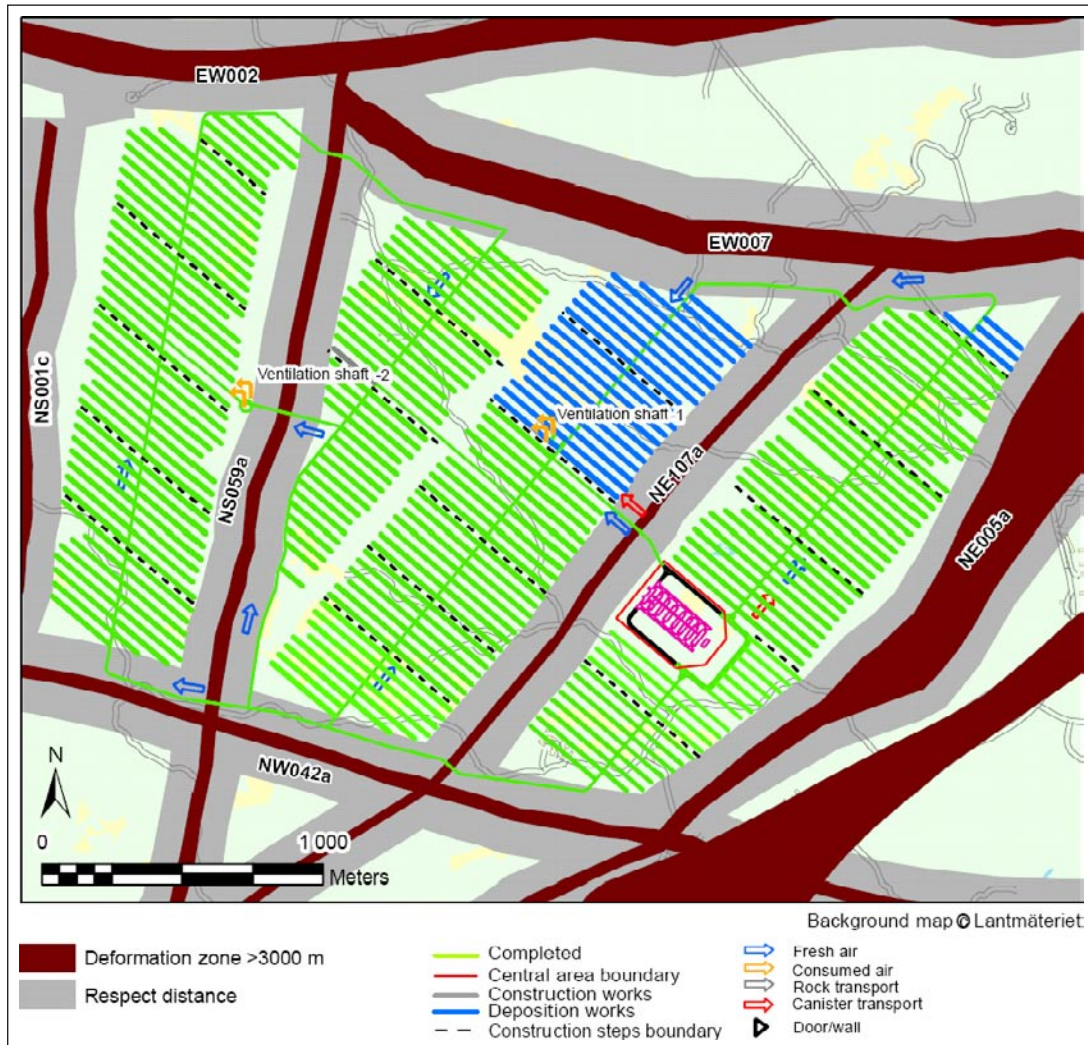 EW002
EW007
NS001c
Ventilation shaft -2
Ventilation shaft -1
NS059a
NE107a
NE005a
NW042a
N
0
1 000
Meters
Background map © Lantmäteriet
Deformation zone >3000 m
Respect distance
Completed
Central area boundary
Construction works
Deposition works
Construction steps boundary
Fresh air
Consumed air
Rock transport
Canister transport
Door/wall